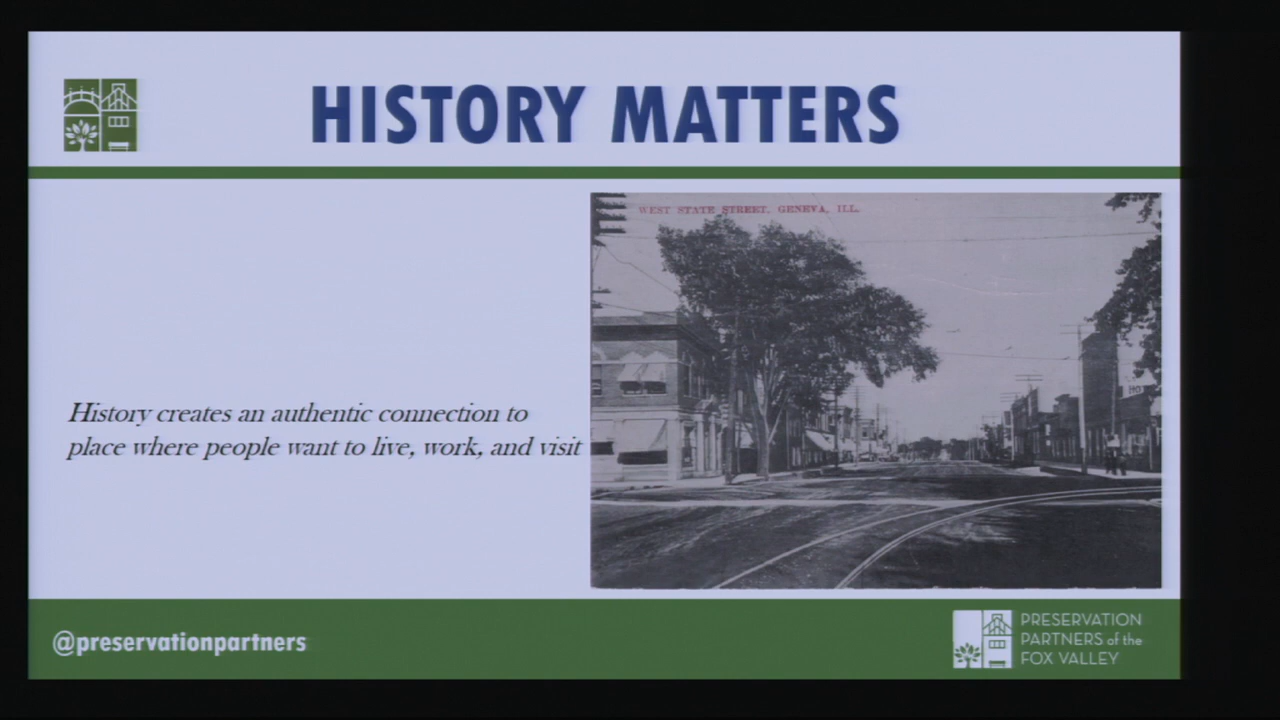 HISTORY MATTERS
WEST STATE STREET, GENEVA, ILL.
HO
History creates an authentic connection to
place where people want to live, work, and visit
@preservationpartners
PRESERVATION
PARTNERS of the
FOX VALLEY